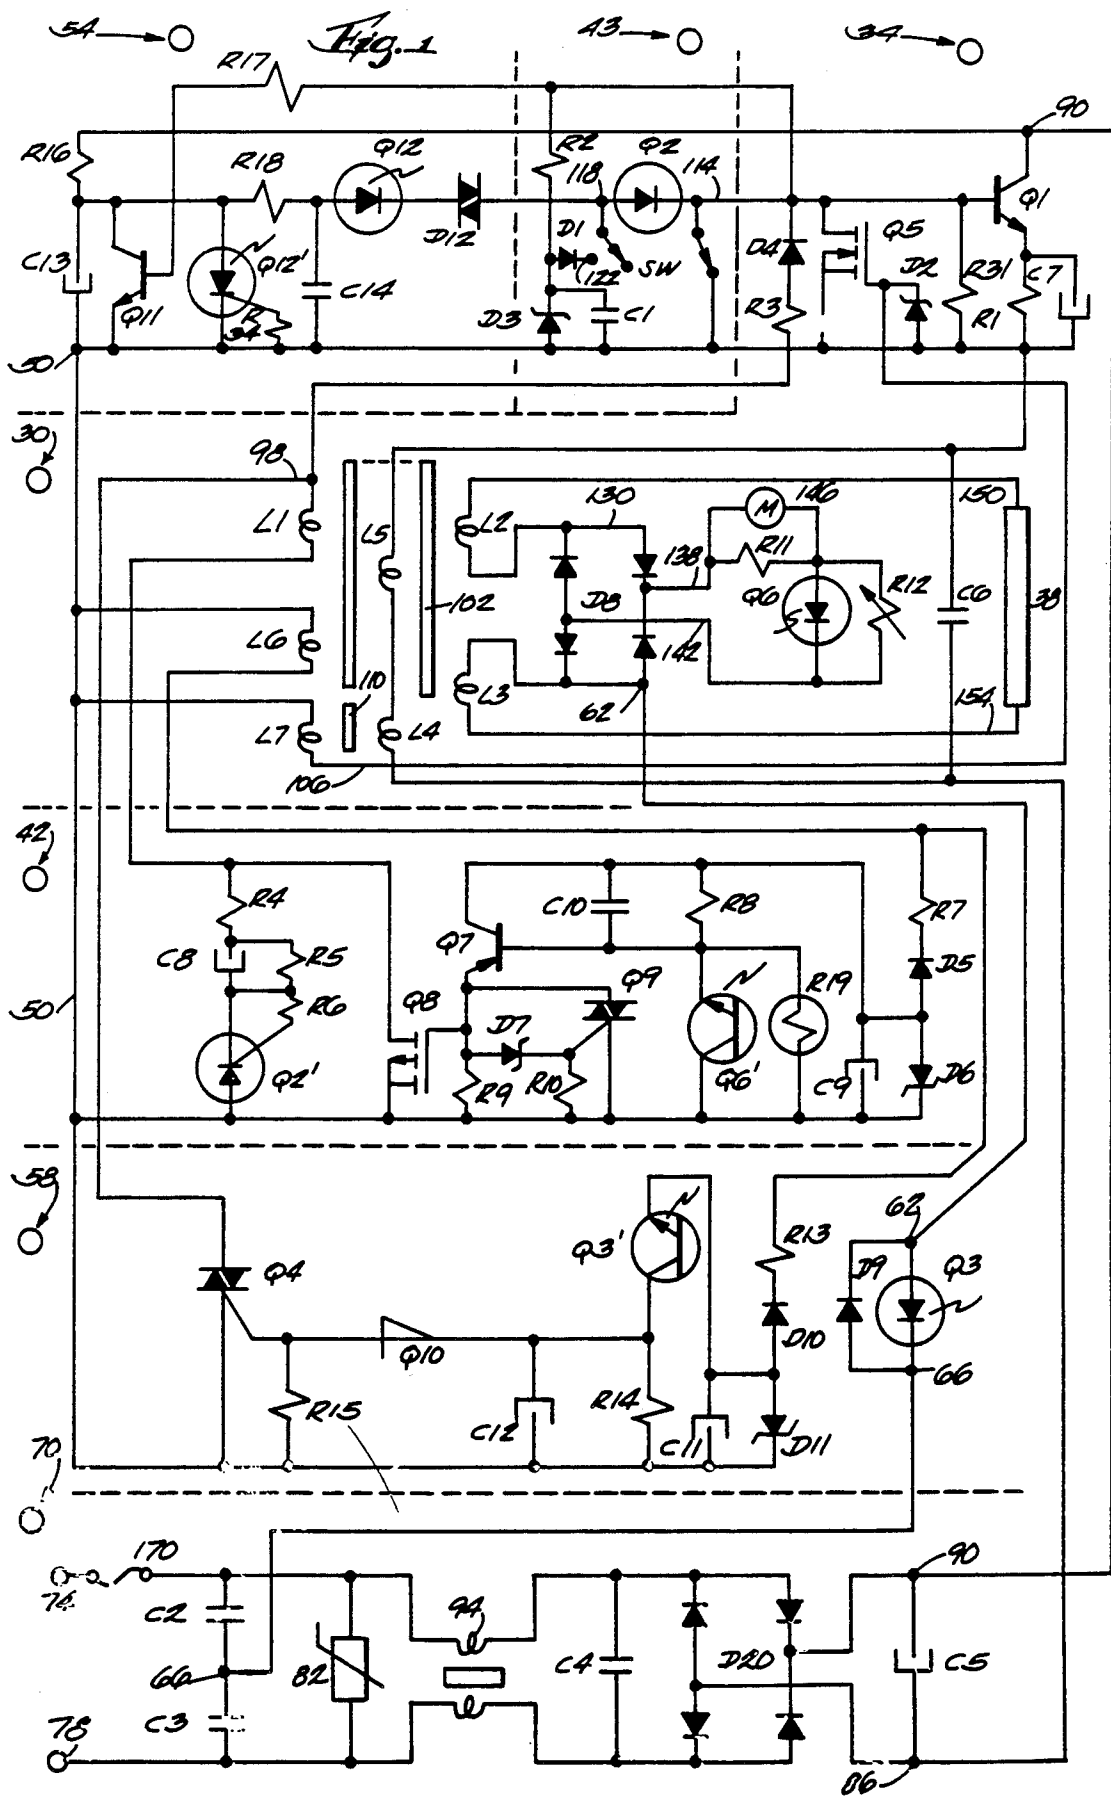 54 Fig. 1 43 34
R17 90
R16 R18 Q12 R2 118 Q2 114 Q1
D12 D1 Q5
C13 Q12' 122 SW D4 D2 R31 C7
Q11 R34 C14 D3 C1 R3 R1
50
30 98
L1 L5 L2 130 146 150
M
138 R11
102 D8 Q6 R12 C6 38
L6 142
110 L3 62 154
L7 L4
106
42
R4 C10 R8 R7
C8 R5 Q7 Q9 R19 D5
50 R6 Q8 D7
Q2' R9 R10 Q6' C9 D6
58
Q3' R13 62
Q4 D9 Q3
Q10 D10
66
R15 C12 R14 C11 D11
70
170 90
74 C2 94
66 82 C4 D20 C5
C3
78
86